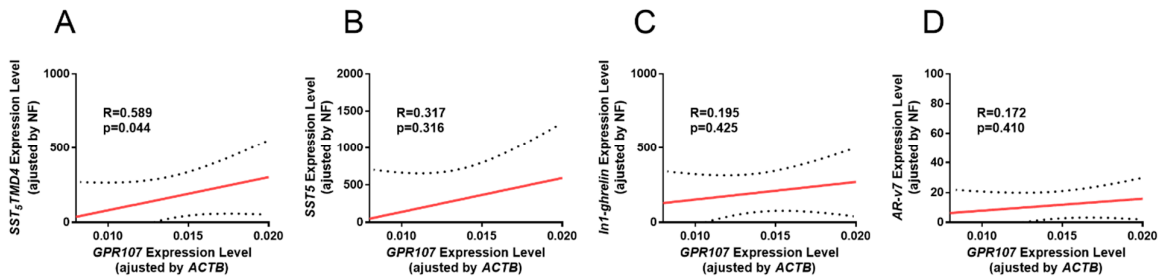 A
SST5TMD4 Expression Level
(ajusted by NF)
1000
500
0
R=0.589
p=0.044
0.010
0.015
0.020
GPR107 Expression Level
(ajusted by ACTB)
B
SST5 Expression Level
(ajusted by NF)
2000
1500
1000
500
0
R=0.317
p=0.316
0.010
0.015
0.020
GPR107 Expression Level
(ajusted by ACTB)
C
In1-ghrelin Expression Level
(ajusted by NF)
1000
500
0
R=0.195
p=0.425
0.010
0.015
0.020
GPR107 Expression Level
(ajusted by ACTB)
D
AR-v7 Expression Level
(ajusted by NF)
100
80
60
40
20
0
R=0.172
p=0.410
0.010
0.015
0.020
GPR107 Expression Level
(ajusted by ACTB)